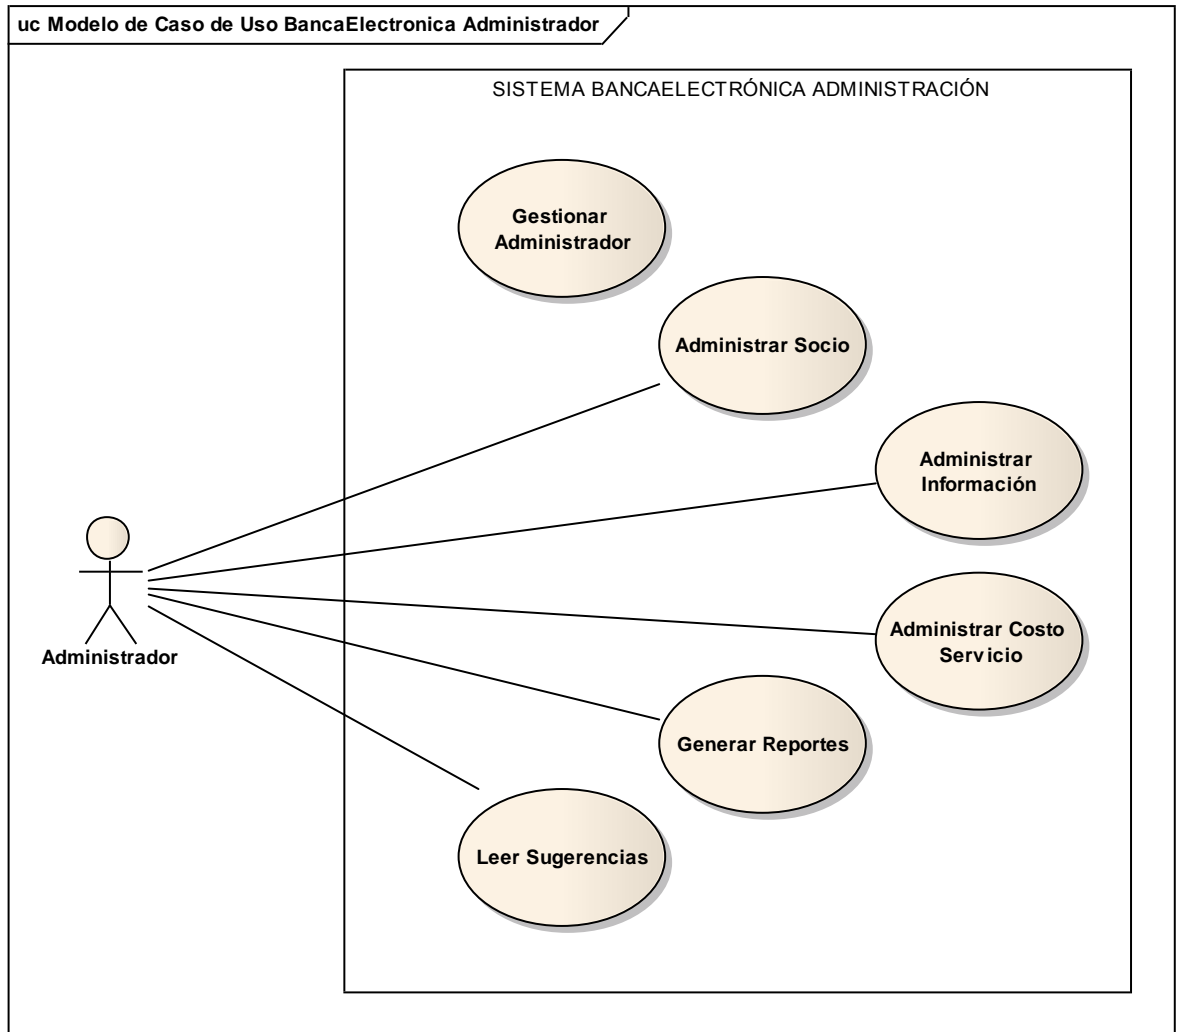 uc Modelo de Caso de Uso BancaElectronica Administrador
SISTEMA BANCAELECTRÓNICA ADMINISTRACIÓN
Gestionar
Administrador
Administrar Socio
Administrar
Información
Administrador
Administrar Costo
Servicio
Generar Reportes
Leer Sugerencias